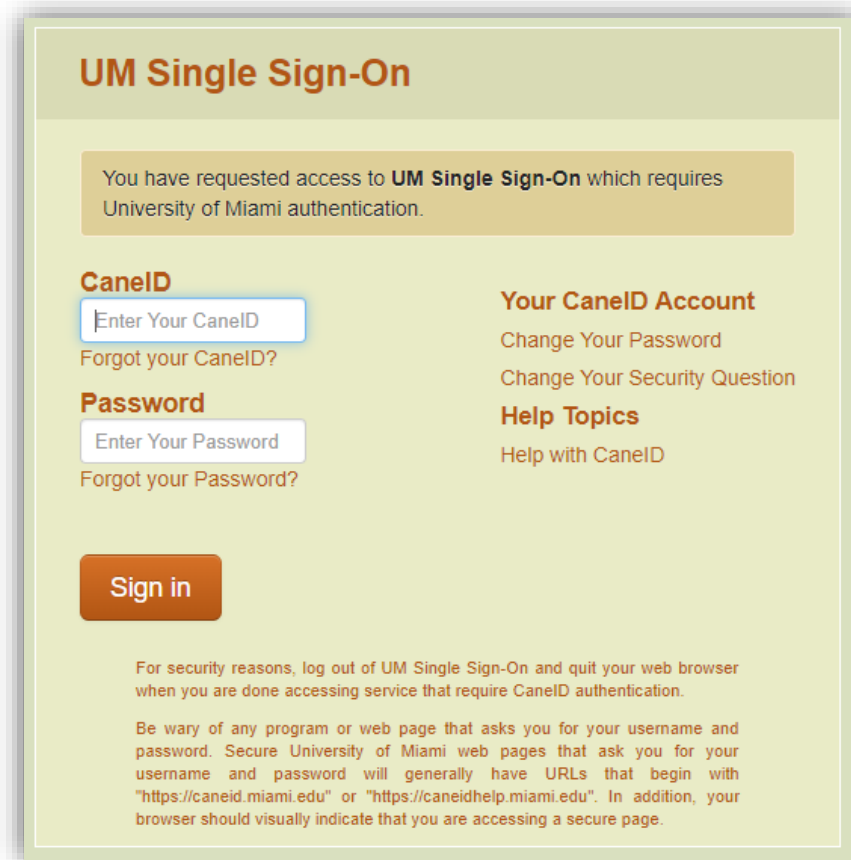 UM Single Sign-On
You have requested access to UM Single Sign-On which requires
University of Miami authentication.
CaneID
Enter Your CaneID
Forgot your CaneID?
Password
Enter Your Password
Forgot your Password?
Sign in
Your CaneID Account
Change Your Password
Change Your Security Question
Help Topics
Help with CaneID
For security reasons, log out of UM Single Sign-On and quit your web browser
when you are done accessing service that require CaneID authentication.
Be wary of any program or web page that asks you for your username and
password. Secure University of Miami web pages that ask you for your
username and password will generally have URLs that begin with
"https://caneid.miami.edu" or "https://caneidhelp.miami.edu". In addition, your
browser should visually indicate that you are accessing a secure page.